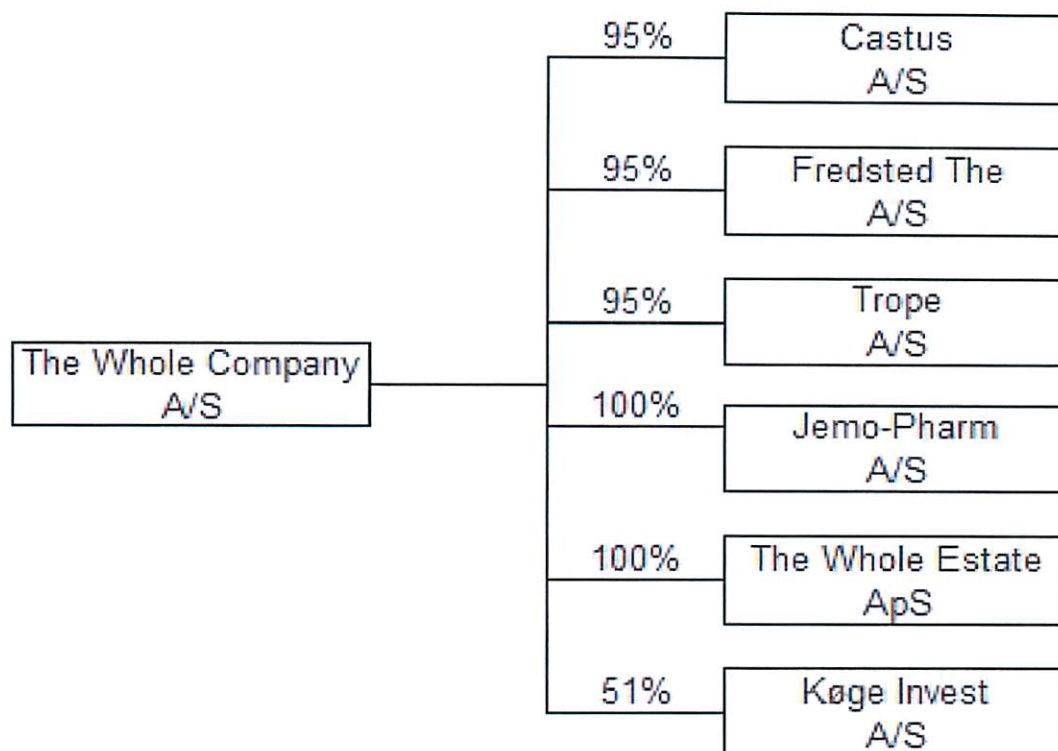 95%
Castus
A/S
95%
Fredsted The
A/S
95%
Trope
A/S
The Whole Company
A/S
100%
Jemo-Pharm
A/S
100%
The Whole Estate
ApS
51%
Køge Invest
A/S